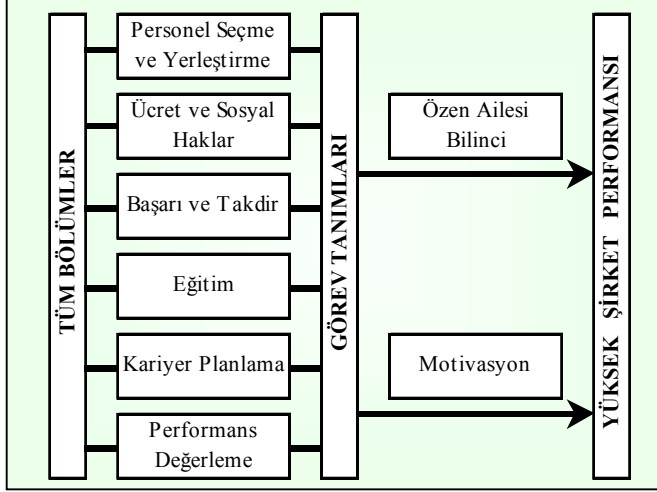 TÜM BÖLÜMLER
Personel Seçme
ve Yerleştirme
Ücret ve Sosyal
Haklar
Başarı ve Takdir
Eğitim
Kariyer Planlama
Performans
Değerleme
GÖREV TANIMLARI
Özen Ailesi
Bilinci
Motivasyon
YÜKSEK ŞİRKET PERFORMANSI